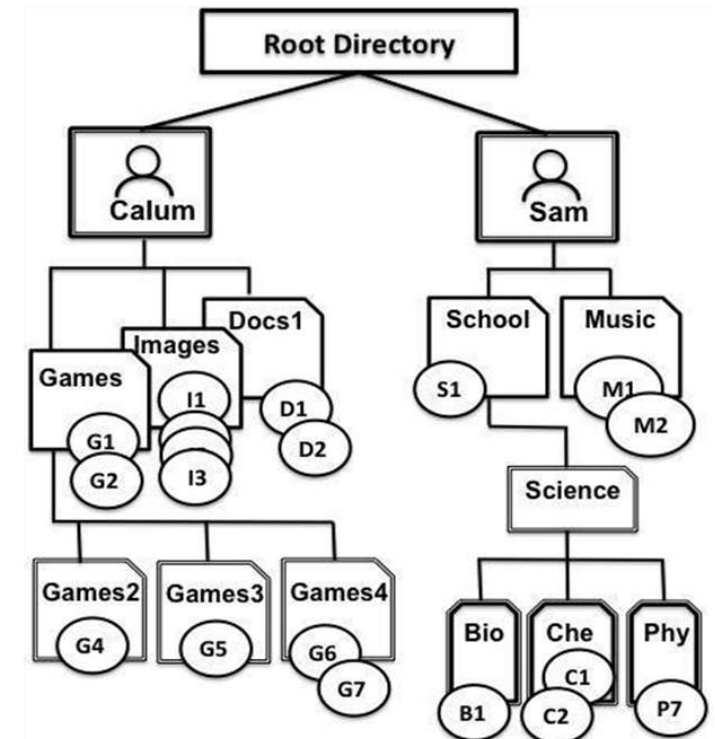 Root Directory
Calum
Sam
Docs1
School
Music
Images
Games
I1
D1
S1
M1
M2
G1
D2
G2
I3
Science
Games2
Games3
Games4
Bio
Che
Phy
G4
G5
G6
G7
C1
B1
C2
P7